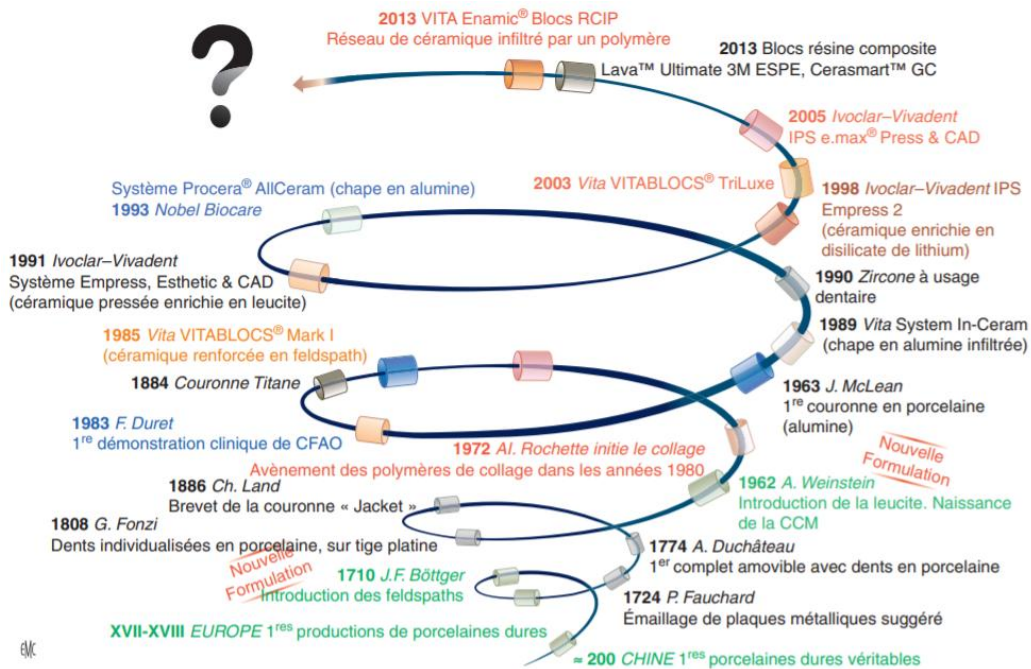 2013 VITA Enamic® Blocs RCIP
Réseau de céramique infiltré par un polymère
?
2013 Blocs résine composite
Lava™ Ultimate 3M ESPE, Cerasmart™ GC
2005 Ivoclar–Vivadent
IPS e.max® Press & CAD
Système Procera® AllCeram (chape en alumine)
1993 Nobel Biocare
2003 Vita VITABLOCS® TriLuxe
1998 Ivoclar–Vivadent IPS
Empress 2
(céramique enrichie en
disilicate de lithium)
1991 Ivoclar–Vivadent
Système Empress, Esthetic & CAD
(céramique pressée enrichie en leucite)
1990 Zircone à usage
dentaire
1989 Vita System In-Ceram
(chape en alumine infiltrée)
1985 Vita VITABLOCS® Mark I
(céramique renforcée en feldspath)
1884 Couronne Titane
1963 J. McLean
1re couronne en porcelaine
(alumine)
1983 F. Duret
1re démonstration clinique de CFAO
1972 Al. Rochette initie le collage
Avènement des polymères de collage dans les années 1980
Nouvelle
Formulation
1962 A. Weinstein
Introduction de la leucite. Naissance
de la CCM
1886 Ch. Land
Brevet de la couronne « Jacket »
1808 G. Fonzi
Dents individualisées en porcelaine, sur tige platine
1774 A. Duchâteau
1er complet amovible avec dents en porcelaine
Nouvelle
Formulation
1710 J.F. Böttger
Introduction des feldspaths
1724 P. Fauchard
Émaillage de plaques métalliques suggéré
XVII-XVIII EUROPE 1res productions de porcelaines dures
≈ 200 CHINE 1res porcelaines dures véritables
EMC